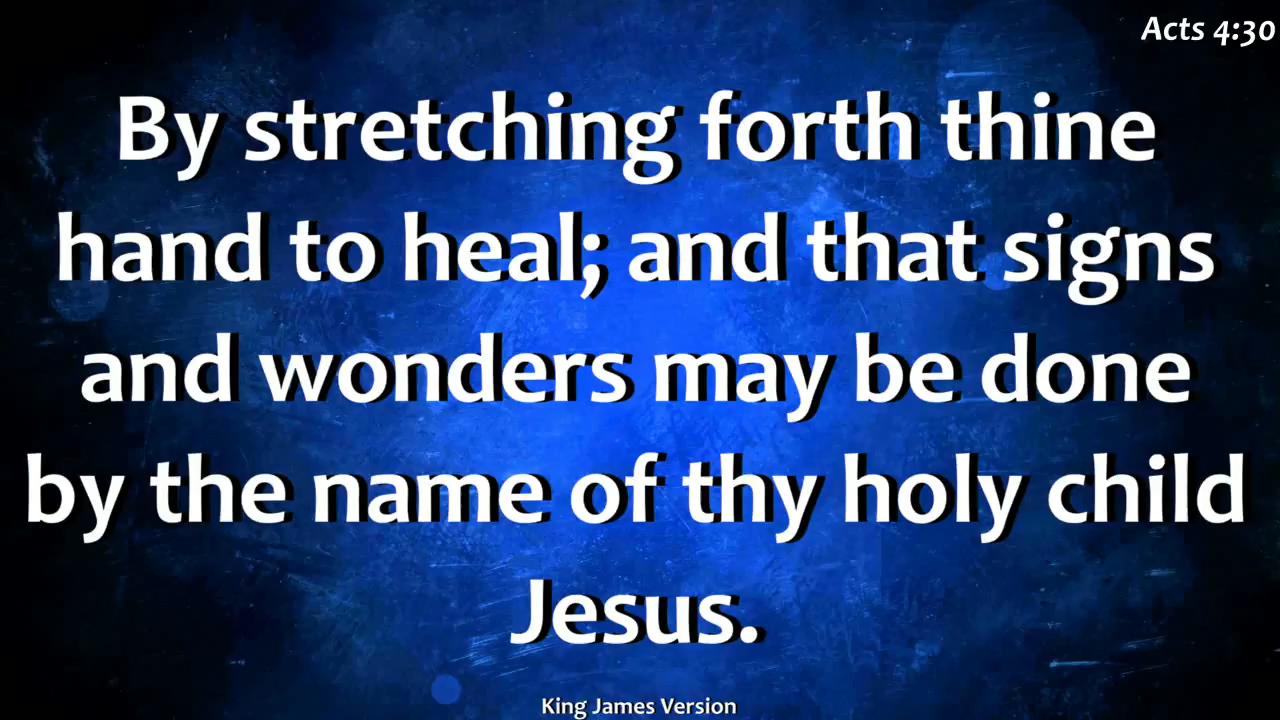 Acts 4:30
By stretching forth thine
hand to heal; and that signs
and wonders may be done
by the name of thy holy child
Jesus.
King James Version